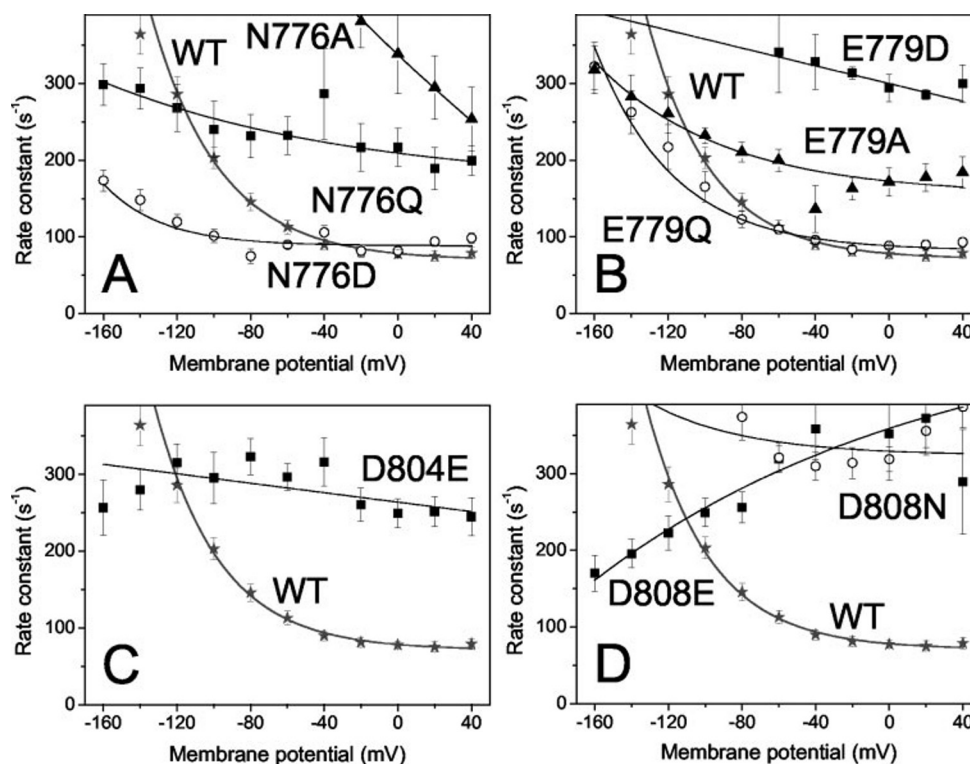 N776A
WT
300
200
100
0
Rate constant (s⁻¹)
N776Q
N776D
A
-160 -120 -80 -40 0 40
Membrane potential (mV)
E779D
WT
E779A
E779Q
300
200
100
0
Rate constant (s⁻¹)
B
-160 -120 -80 -40 0 40
Membrane potential (mV)
D804E
WT
300
200
100
0
Rate constant (s⁻¹)
C
-160 -120 -80 -40 0 40
Membrane potential (mV)
D808N
D808E
WT
300
200
100
0
Rate constant (s⁻¹)
D
-160 -120 -80 -40 0 40
Membrane potential (mV)